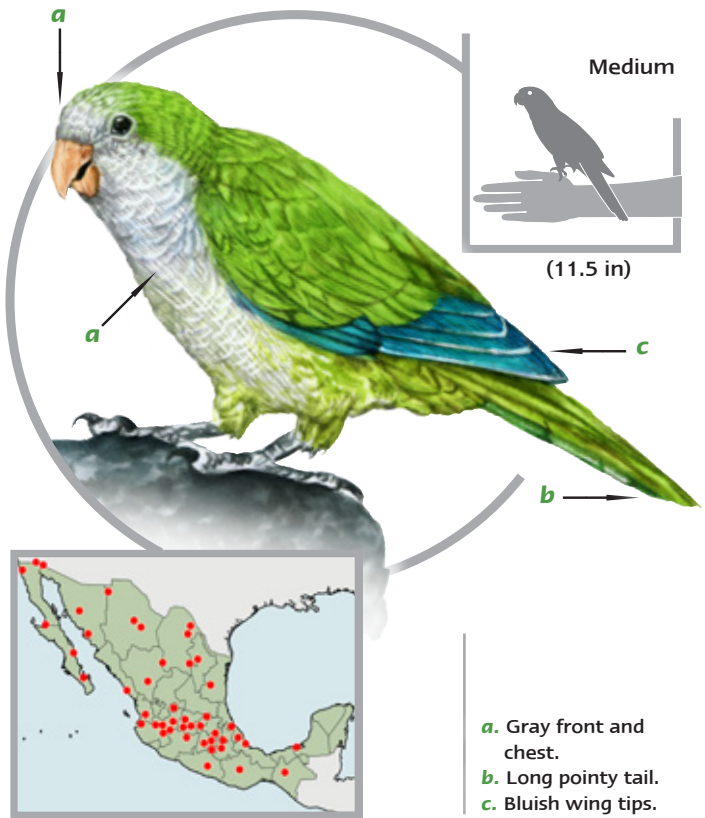 a
Medium
(11.5 in)
a
c
b
a. Gray front and
chest.
b. Long pointy tail.
c. Bluish wing tips.